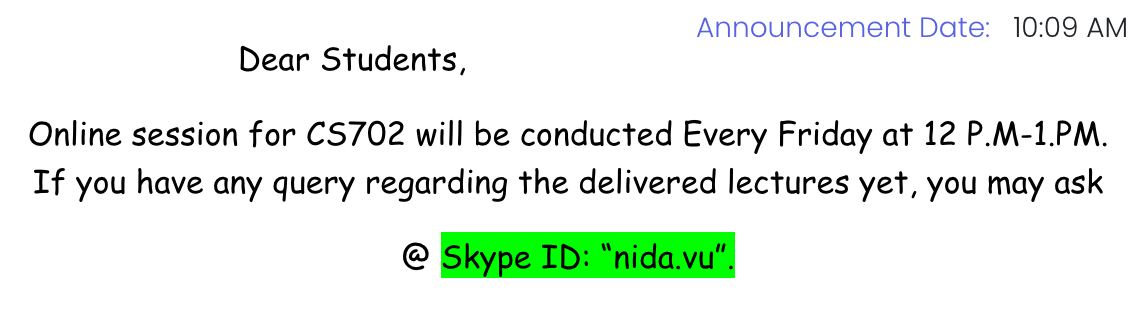 Announcement Date: 10:09 AM
Dear Students,
Online session for CS702 will be conducted Every Friday at 12 P.M-1.PM.
If you have any query regarding the delivered lectures yet, you may ask
@ Skype ID: “nida.vu”.